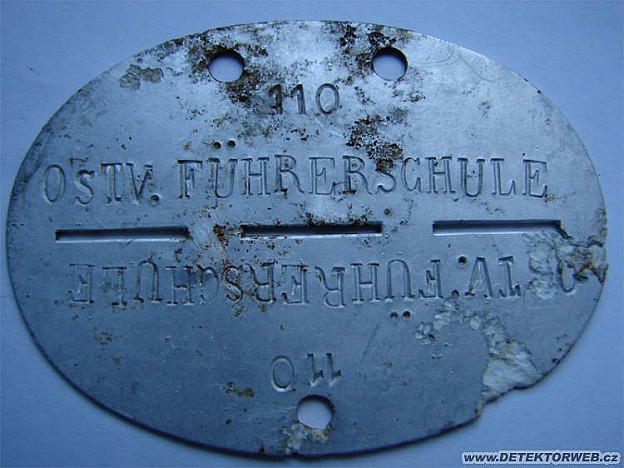 110
OSTV. FÜHRERSCHULE
OSTV. FÜHRERSCHULE
110
WWW.DETEKTORWEB.CZ